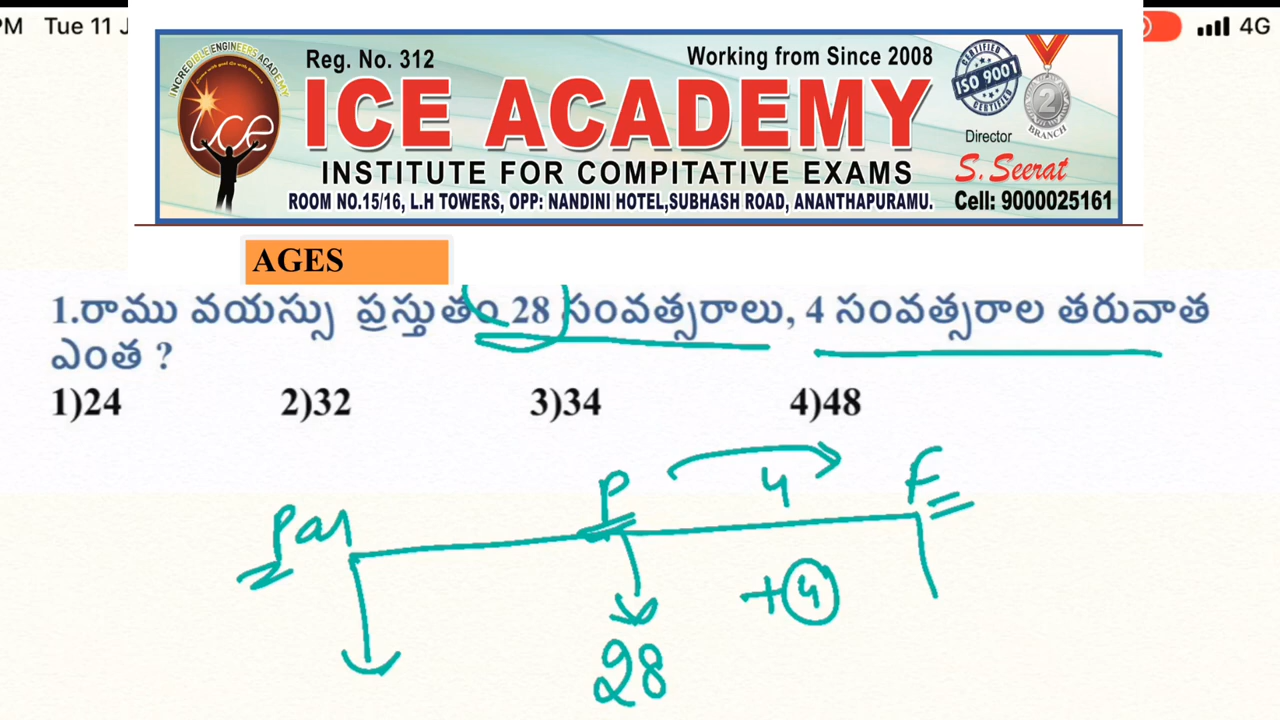 PM Tue 11 J
4G
INCREDIBLE ENGINEERS ACADEMY
ice
Reg. No. 312
Working from Since 2008
ICE ACADEMY
INSTITUTE FOR COMPITATIVE EXAMS
ROOM NO.15/16, L.H TOWERS, OPP: NANDINI HOTEL,SUBHASH ROAD, ANANTHAPURAMU.
CERTIFIED
ISO 9001
CERTIFIED
2
BRANCH
Director
S. Seerat
Cell: 9000025161
AGES
1.రాము వయస్సు ప్రస్తుతం 28 సంవత్సరాలు, 4 సంవత్సరాల తరువాత
ఎంత ?
1)24 2)32 3)34 4)48
P 4 F
+4
28